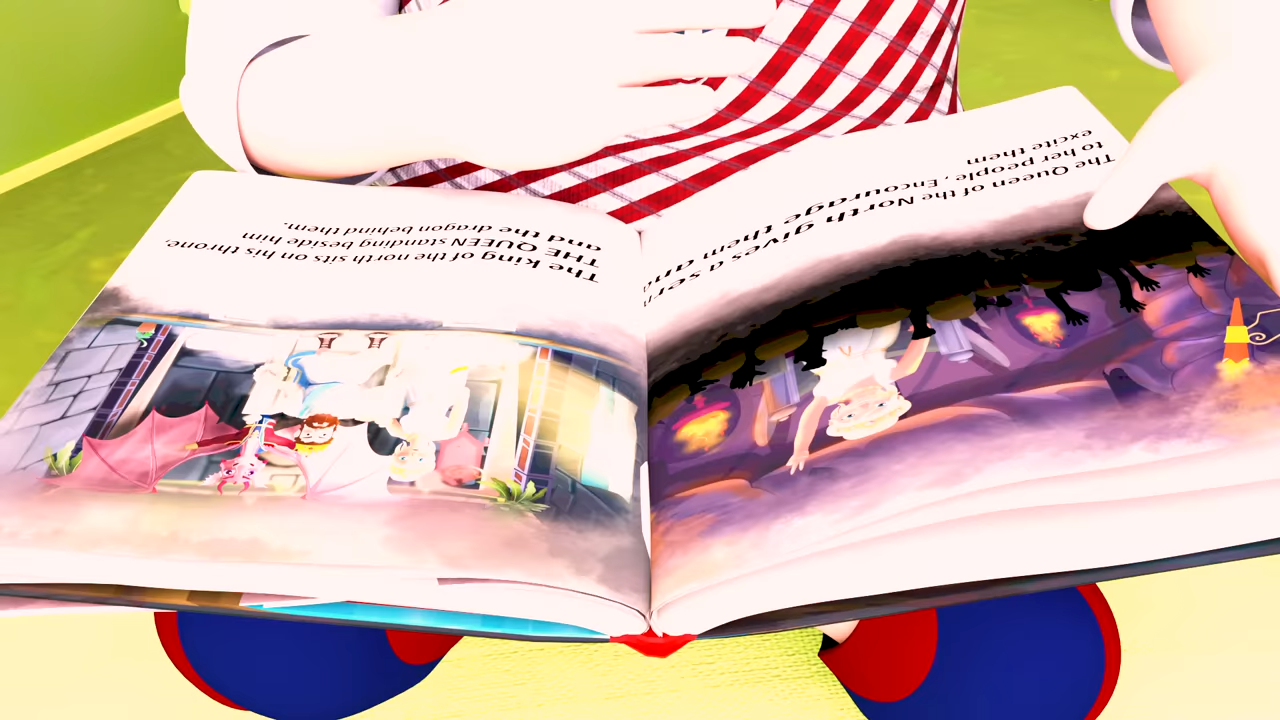 The king of the north sits on his throne,
THE QUEEN standing beside him
and the dragon behind them.
The Queen of the North gives a
to her people, Encourage them and
excite them